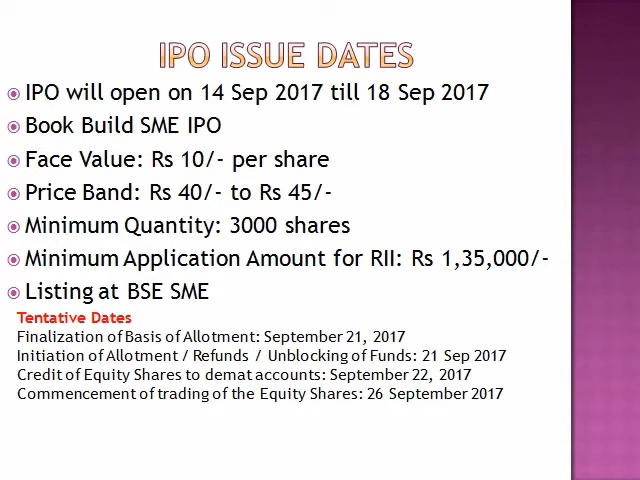 IPO ISSUE DATES
IPO will open on 14 Sep 2017 till 18 Sep 2017
Book Build SME IPO
Face Value: Rs 10/- per share
Price Band: Rs 40/- to Rs 45/-
Minimum Quantity: 3000 shares
Minimum Application Amount for RII: Rs 1,35,000/-
Listing at BSE SME
Tentative Dates
Finalization of Basis of Allotment: September 21, 2017
Initiation of Allotment / Refunds / Unblocking of Funds: 21 Sep 2017
Credit of Equity Shares to demat accounts: September 22, 2017
Commencement of trading of the Equity Shares: 26 September 2017